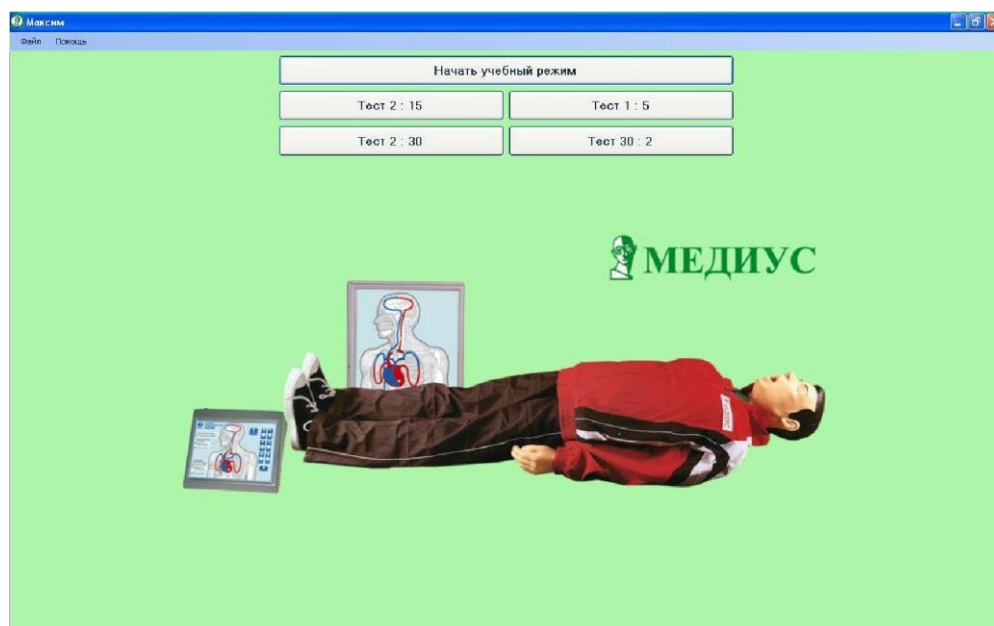 Максим
Файл Помощь
Начать учебный режим
Тест 2 : 15
Тест 1 : 5
Тест 2 : 30
Тест 30 : 2
МЕДИУС